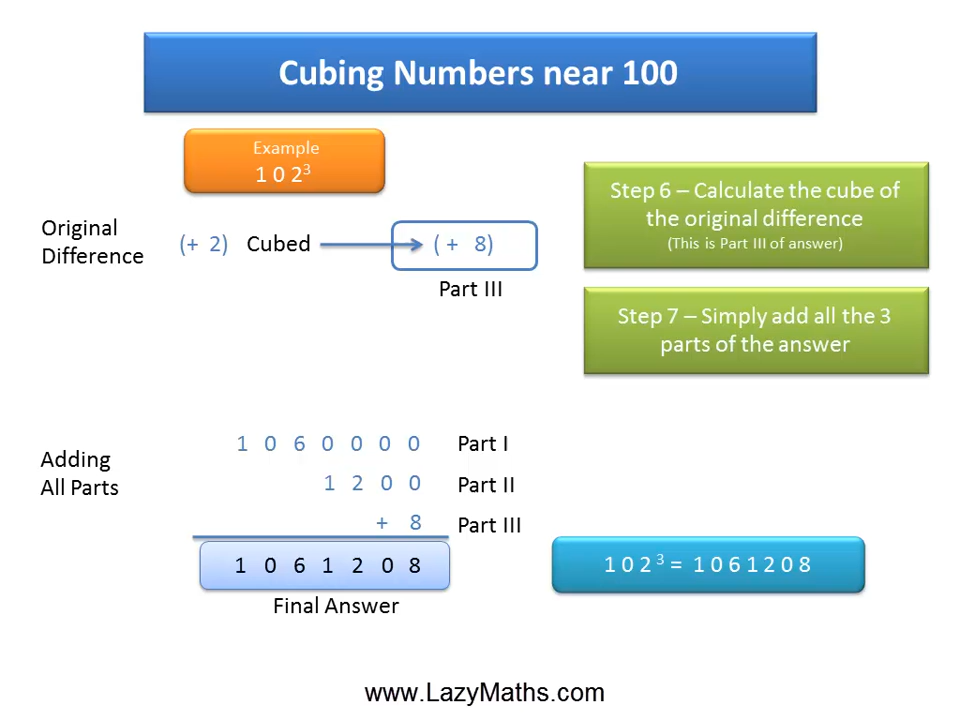 Cubing Numbers near 100
Example
1 0 2³
Original
Difference
(+ 2) Cubed
( + 8)
Part III
Step 6 – Calculate the cube of
the original difference
(This is Part III of answer)
Step 7 – Simply add all the 3
parts of the answer
Adding
All Parts
1 0 6 0 0 0 0 Part I
1 2 0 0 Part II
+ 8 Part III
1 0 6 1 2 0 8
Final Answer
1 0 2³ = 1 0 6 1 2 0 8
www.LazyMaths.com